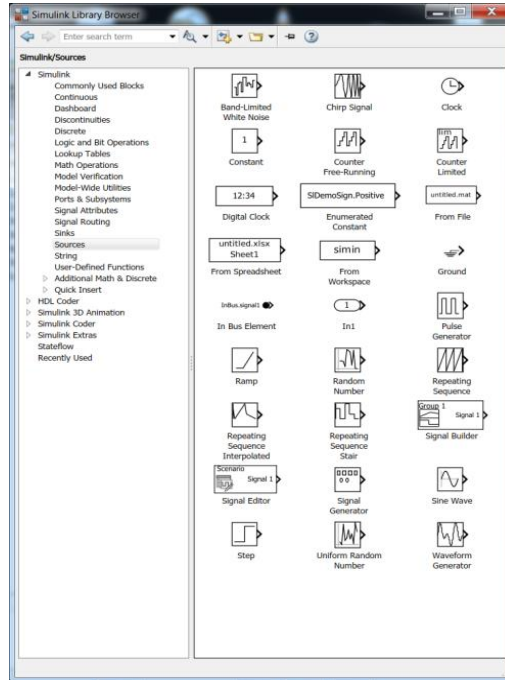 Simulink Library Browser
Enter search term
Simulink/Sources
Simulink
Commonly Used Blocks
Continuous
Dashboard
Discontinuities
Discrete
Logic and Bit Operations
Lookup Tables
Math Operations
Model Verification
Model-Wide Utilities
Ports & Subsystems
Signal Attributes
Signal Routing
Sinks
Sources
String
User-Defined Functions
Additional Math & Discrete
Quick Insert
HDL Coder
Simulink 3D Animation
Simulink Coder
Simulink Extras
Stateflow
Recently Used
Band-Limited
White Noise
Chirp Signal
Clock
1
Constant
Counter
Free-Running
lim
Counter
Limited
12:34
Digital Clock
SlDemoSign.Positive
Enumerated
Constant
untitled.mat
From File
untitled.xlsx
Sheet1
From Spreadsheet
simin
From
Workspace
Ground
InBus.signal1
In Bus Element
1
In1
Pulse
Generator
Ramp
Random
Number
Repeating
Sequence
Repeating
Sequence
Interpolated
Repeating
Sequence
Stair
Group 1
Signal 1
Signal Builder
Scenario
Signal 1
Signal Editor
Signal
Generator
Sine Wave
Step
Uniform Random
Number
Waveform
Generator